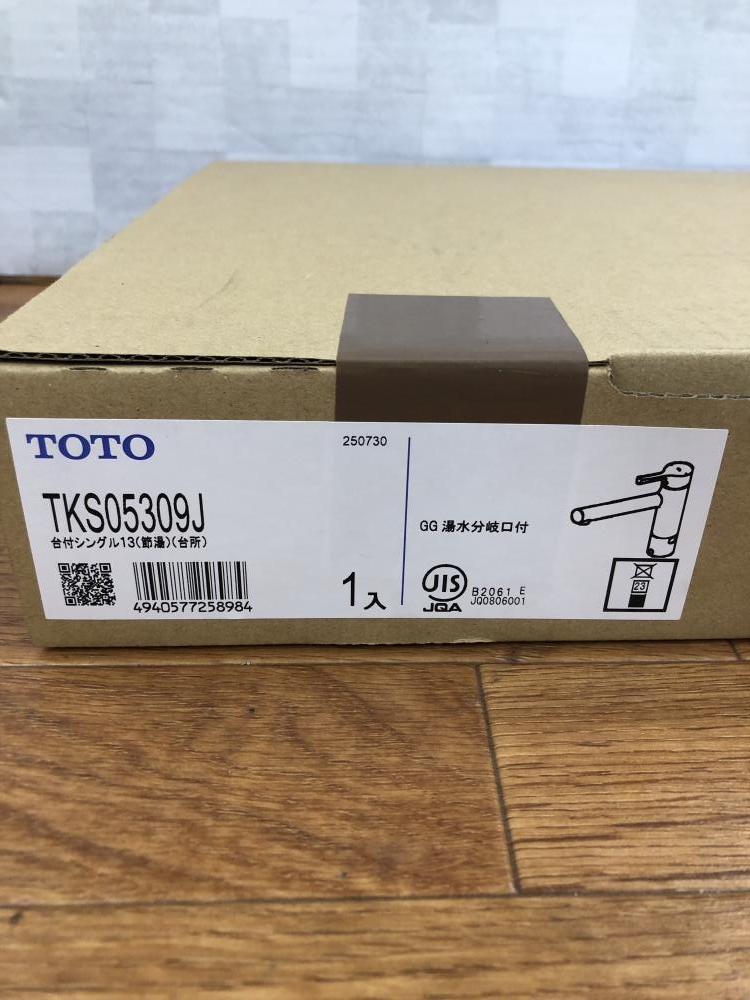 TOTO
250730
TKS05309J
台付シングル13(節湯)(台所)
4940577258984
1入
GG 湯水分岐口付
JIS
JQA
B2061 E
JQ0806001
23